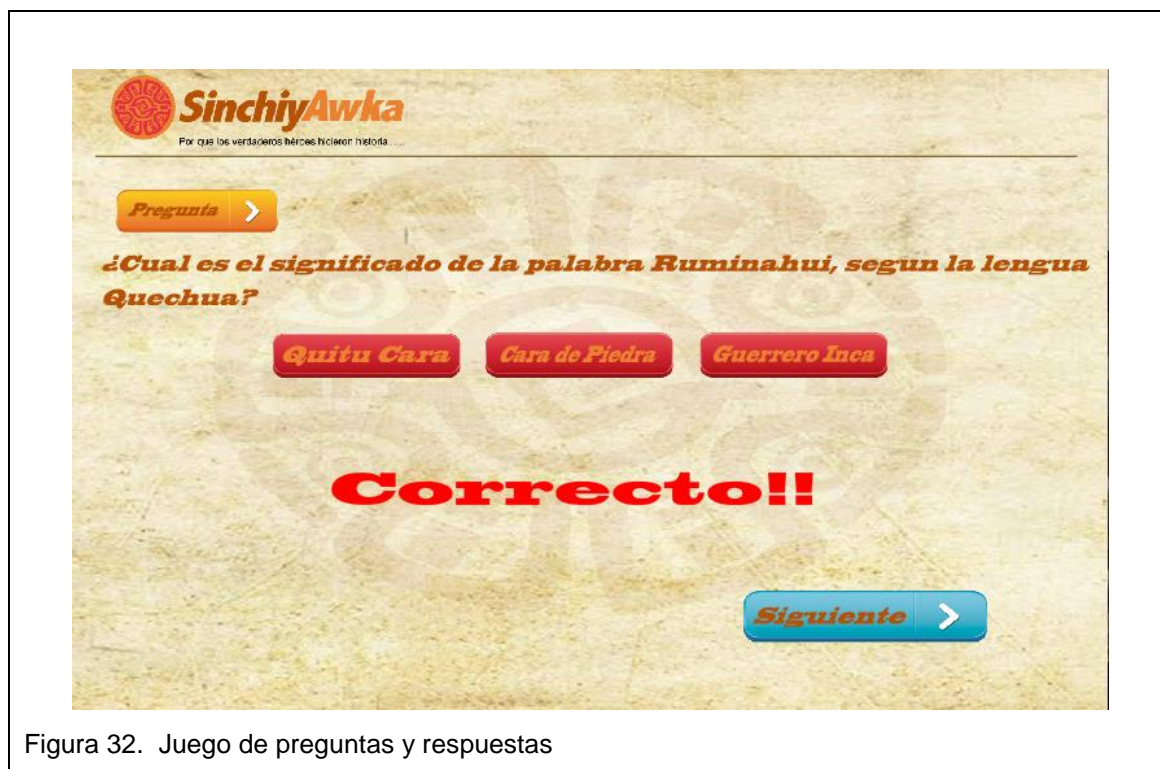 SinchiyAwka
Por que los verdaderos héroes hicieron historia.....
Pregunta
¿Cual es el significado de la palabra Ruminahui, segun la lengua
Quechua?
Quitu Cara Cara de Piedra Guerrero Inca
Correcto!!
Siguiente
Figura 32. Juego de preguntas y respuestas